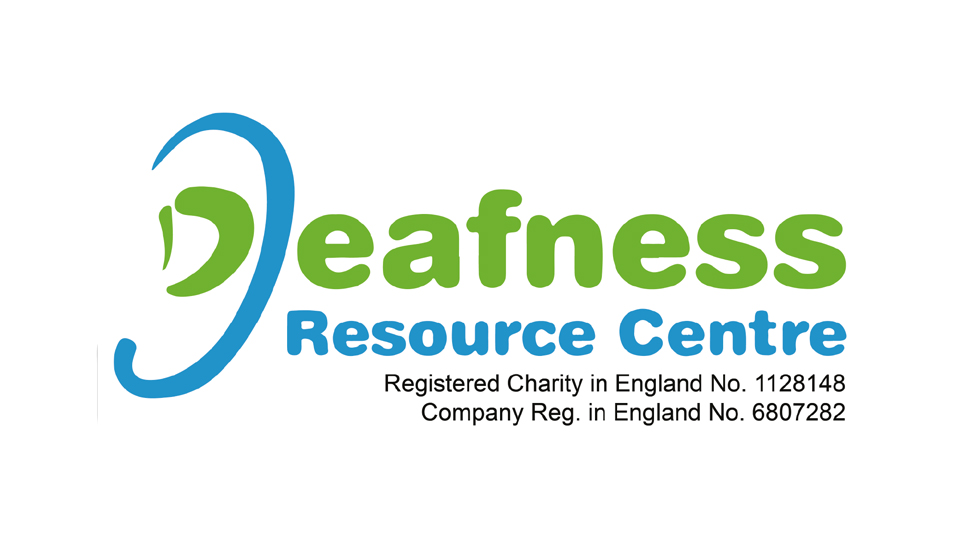 Deafness
Resource Centre
Registered Charity in England No. 1128148
Company Reg. in England No. 6807282